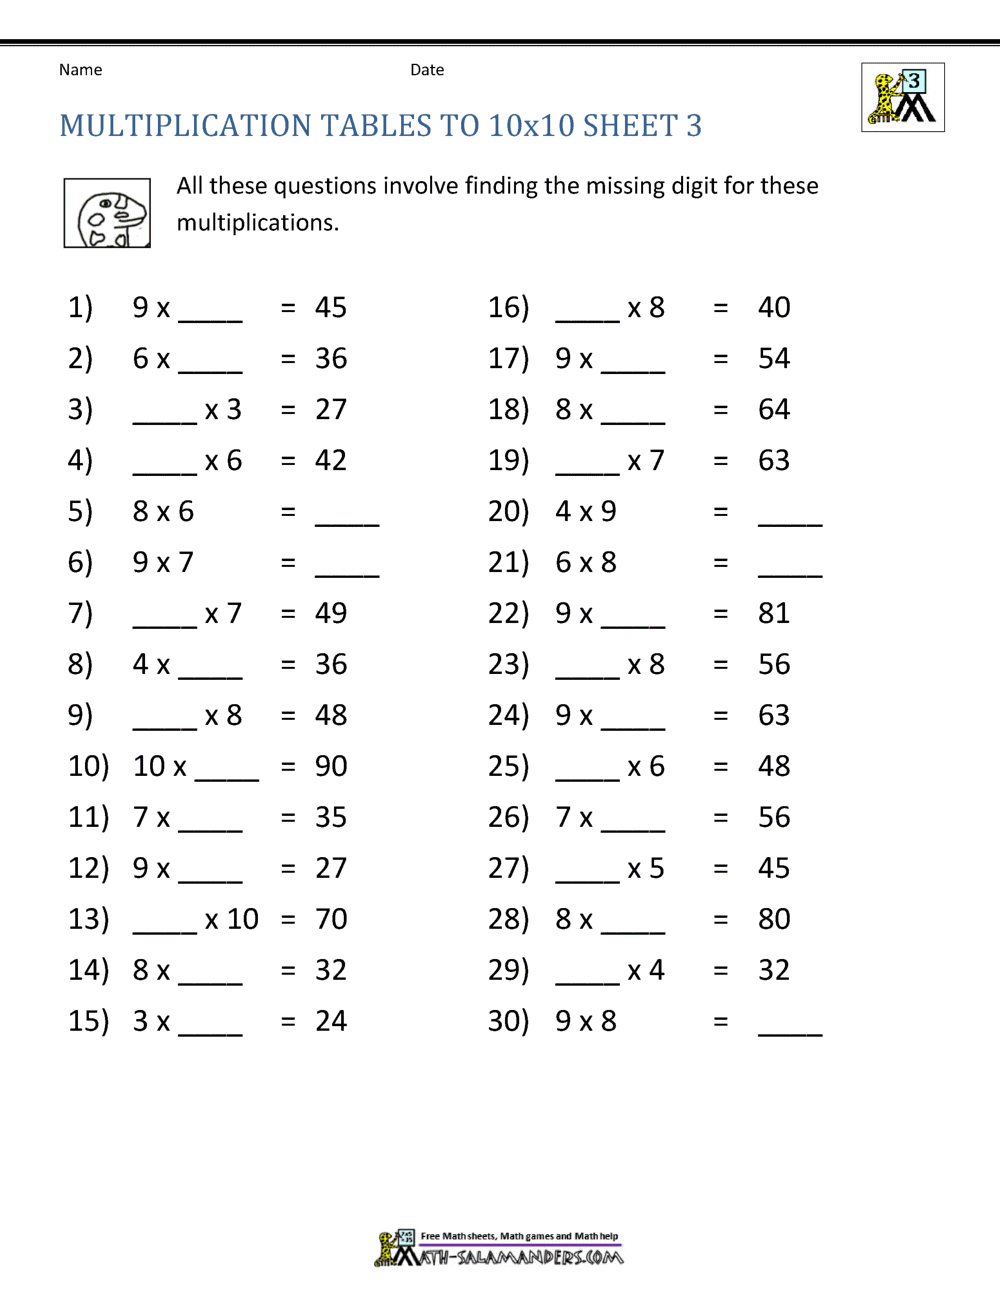 Name Date
3
MULTIPLICATION TABLES TO 10x10 SHEET 3
All these questions involve finding the missing digit for these
multiplications.
1) 9 x ____ = 45
2) 6 x ____ = 36
3) ____ x 3 = 27
4) ____ x 6 = 42
5) 8 x 6 = ____
6) 9 x 7 = ____
7) ____ x 7 = 49
8) 4 x ____ = 36
9) ____ x 8 = 48
10) 10 x ____ = 90
11) 7 x ____ = 35
12) 9 x ____ = 27
13) ____ x 10 = 70
14) 8 x ____ = 32
15) 3 x ____ = 24
16) ____ x 8 = 40
17) 9 x ____ = 54
18) 8 x ____ = 64
19) ____ x 7 = 63
20) 4 x 9 = ____
21) 6 x 8 = ____
22) 9 x ____ = 81
23) ____ x 8 = 56
24) 9 x ____ = 63
25) ____ x 6 = 48
26) 7 x ____ = 56
27) ____ x 5 = 45
28) 8 x ____ = 80
29) ____ x 4 = 32
30) 9 x 8 = ____
7x5
=35
Free Math sheets, Math games and Math help
MATH-SALAMANDERS.COM